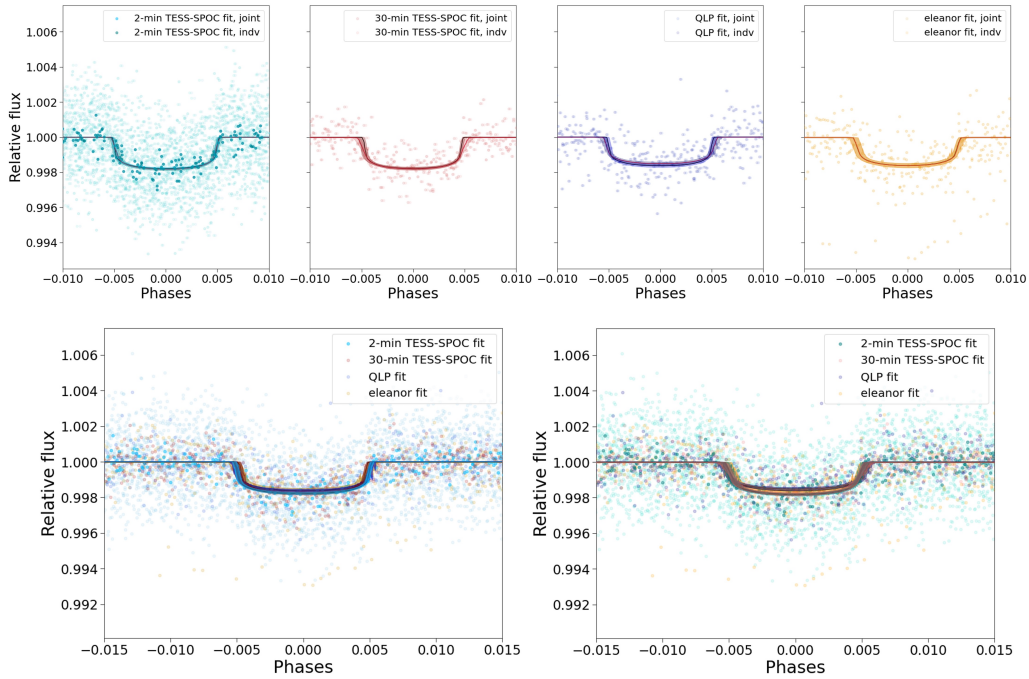 2-min TESS-SPOC fit, joint
2-min TESS-SPOC fit, indv
30-min TESS-SPOC fit, joint
30-min TESS-SPOC fit, indv
QLP fit, joint
QLP fit, indv
eleanor fit, joint
eleanor fit, indv
1.006
1.004
1.002
1.000
0.998
0.996
0.994
Relative flux
−0.010 −0.005 0.000 0.005 0.010
−0.010 −0.005 0.000 0.005 0.010
−0.010 −0.005 0.000 0.005 0.010
−0.010 −0.005 0.000 0.005 0.010
Phases
Phases
Phases
Phases
2-min TESS-SPOC fit
30-min TESS-SPOC fit
QLP fit
eleanor fit
1.006
1.004
1.002
1.000
0.998
0.996
0.994
0.992
Relative flux
−0.015 −0.010 −0.005 0.000 0.005 0.010 0.015
Phases
2-min TESS-SPOC fit
30-min TESS-SPOC fit
QLP fit
eleanor fit
1.006
1.004
1.002
1.000
0.998
0.996
0.994
0.992
Relative flux
−0.015 −0.010 −0.005 0.000 0.005 0.010 0.015
Phases